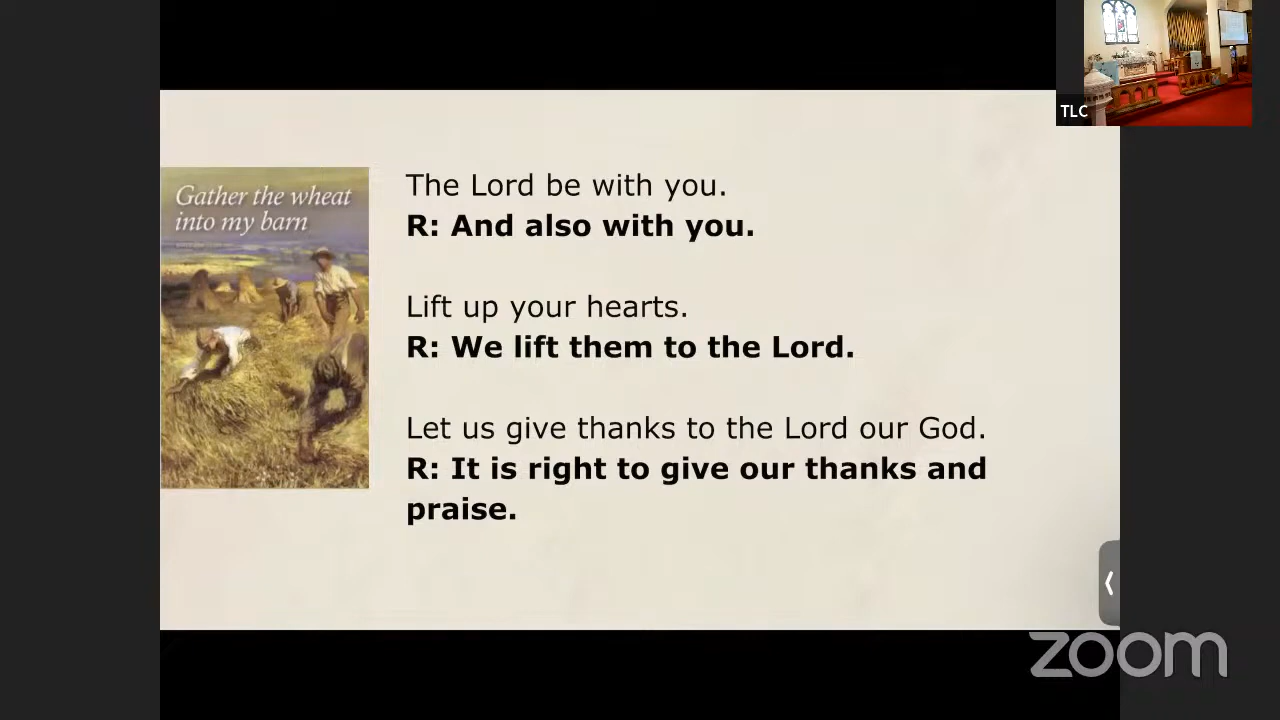 TLC
Gather the wheat
into my barn
The Lord be with you.
R: And also with you.
Lift up your hearts.
R: We lift them to the Lord.
Let us give thanks to the Lord our God.
R: It is right to give our thanks and
praise.
zoom